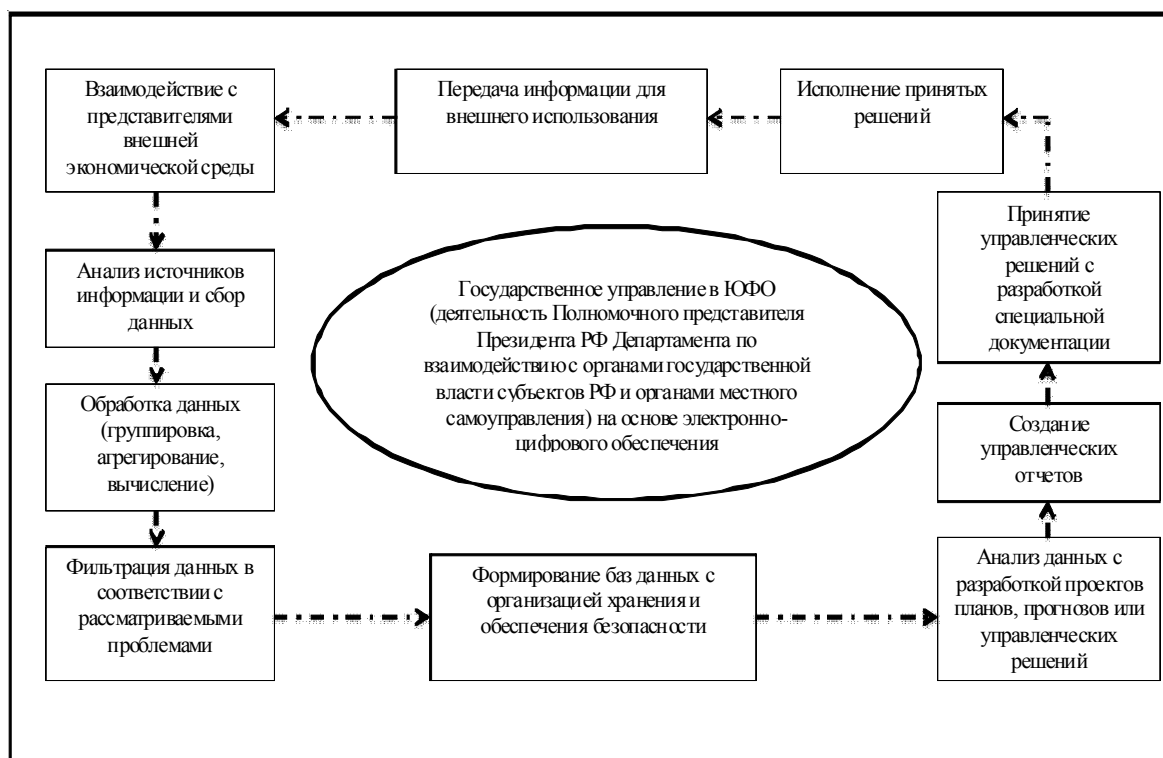 Взаимодействие с
представителями
внешней
экономической среды
Передача информации для
внешнего использования
Исполнение принятых
решений
Анализ источников
информации и сбор
данных
Государственное управление в ЮФО
(деятельность Полномочного представителя
Президента РФ Департамента по
взаимодействию с органами государственной
власти субъектов РФ и органами местного
самоуправления) на основе электронно-
цифрового обеспечения
Принятие
управленческих
решений с
разработкой
специальной
документации
Обработка данных
(группировка,
агрегирование,
вычисление)
Создание
управленческих
отчетов
Фильтрация данных в
соответствии с
рассматриваемыми
проблемами
Формирование баз данных с
организацией хранения и
обеспечения безопасности
Анализ данных с
разработкой проектов
планов, прогнозов или
управленческих
решений